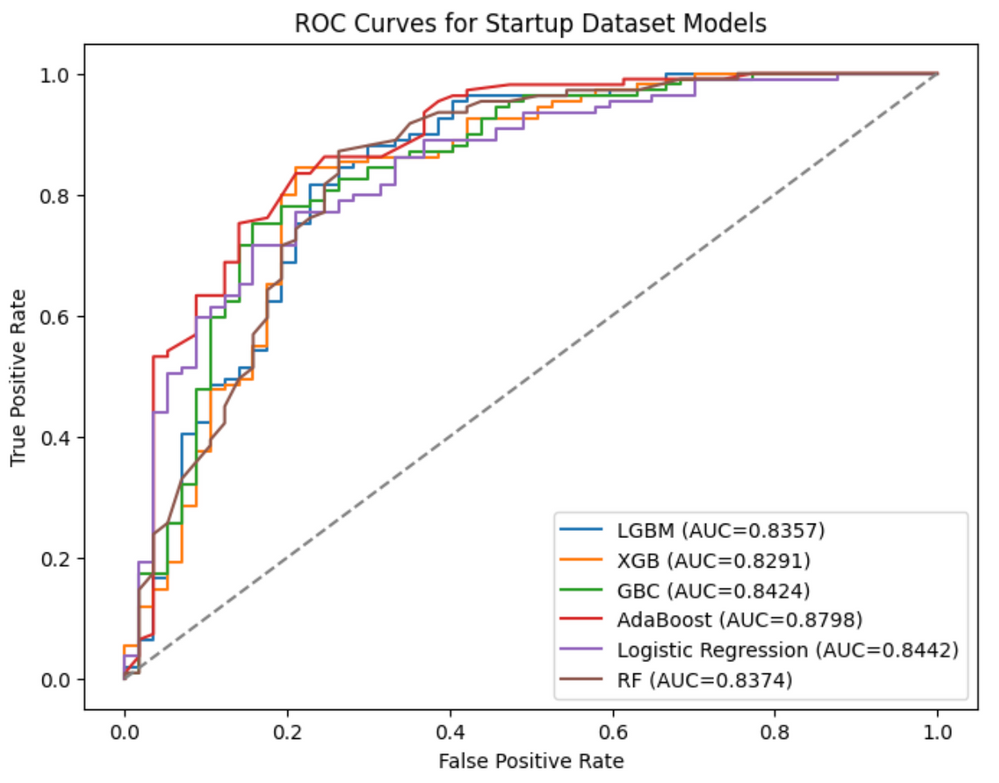 ROC Curves for Startup Dataset Models
True Positive Rate
1.0
0.8
0.6
0.4
0.2
0.0
LGBM (AUC=0.8357)
XGB (AUC=0.8291)
GBC (AUC=0.8424)
AdaBoost (AUC=0.8798)
Logistic Regression (AUC=0.8442)
RF (AUC=0.8374)
0.0 0.2 0.4 0.6 0.8 1.0
False Positive Rate